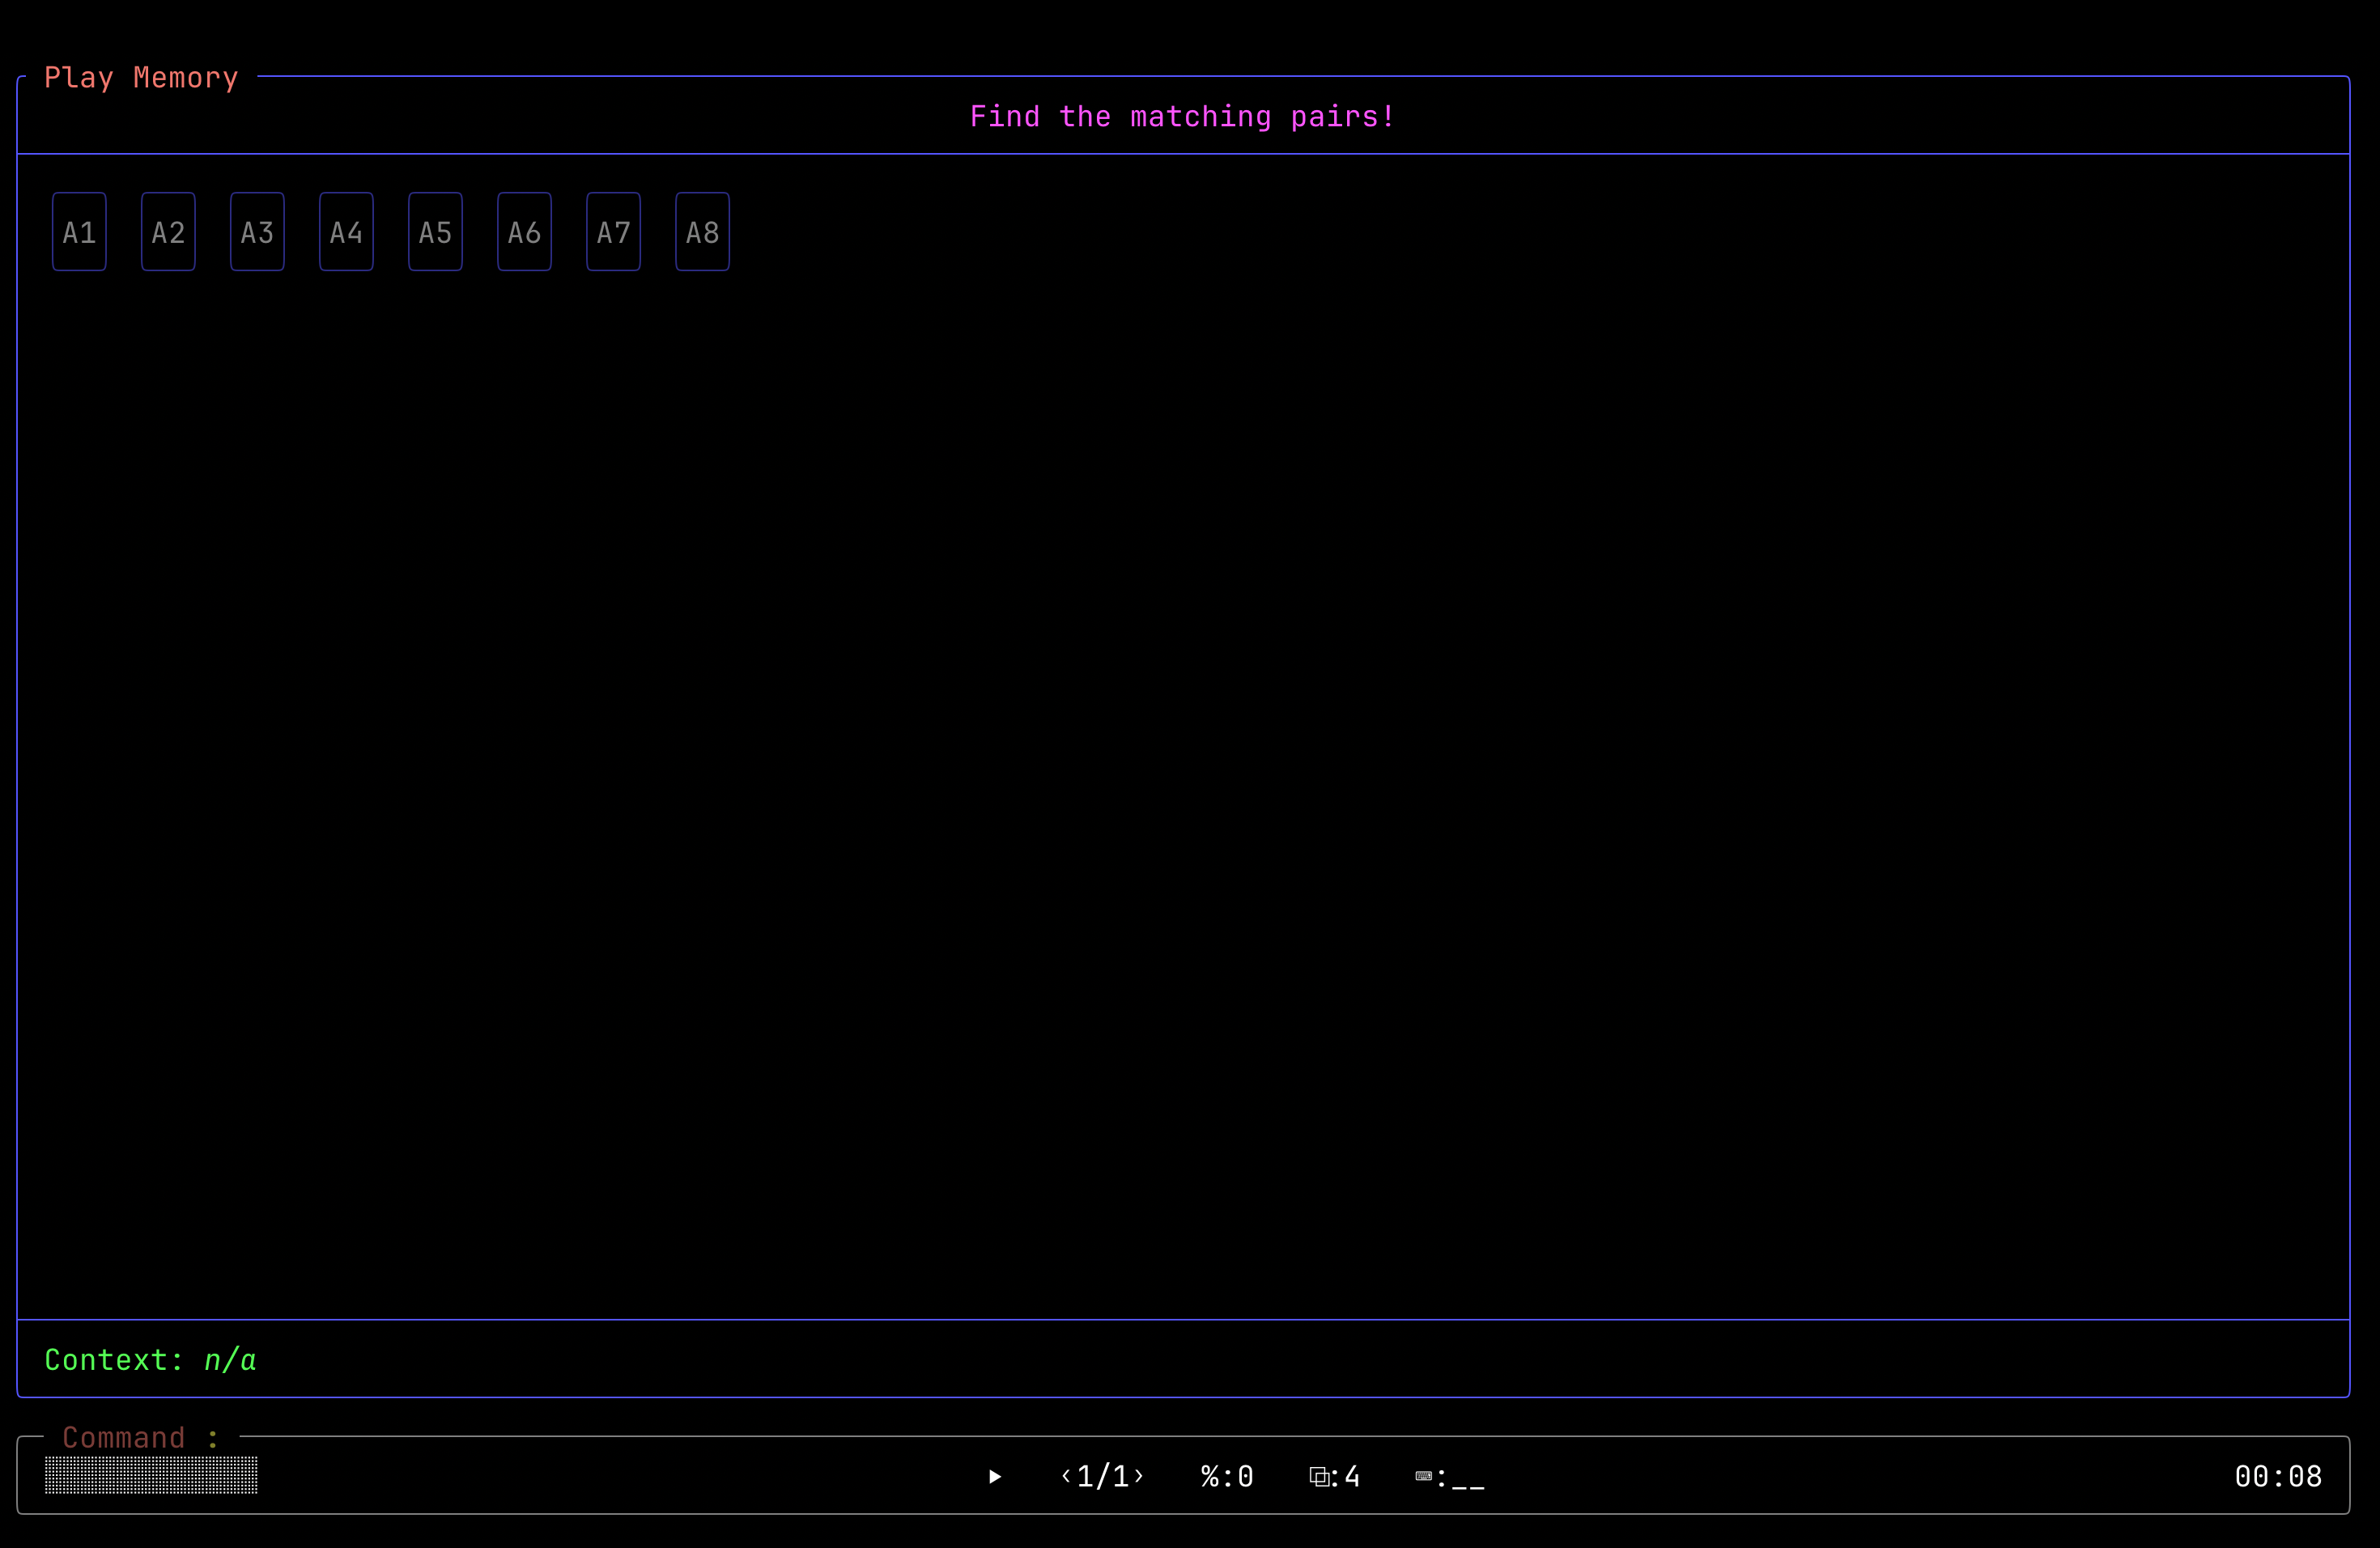 Play Memory
Find the matching pairs!
A1 A2 A3 A4 A5 A6 A7 A8
Context: n/a
Command :
▶ ‹1/1› %:0 ⧉:4 ⌨:__ 00:08